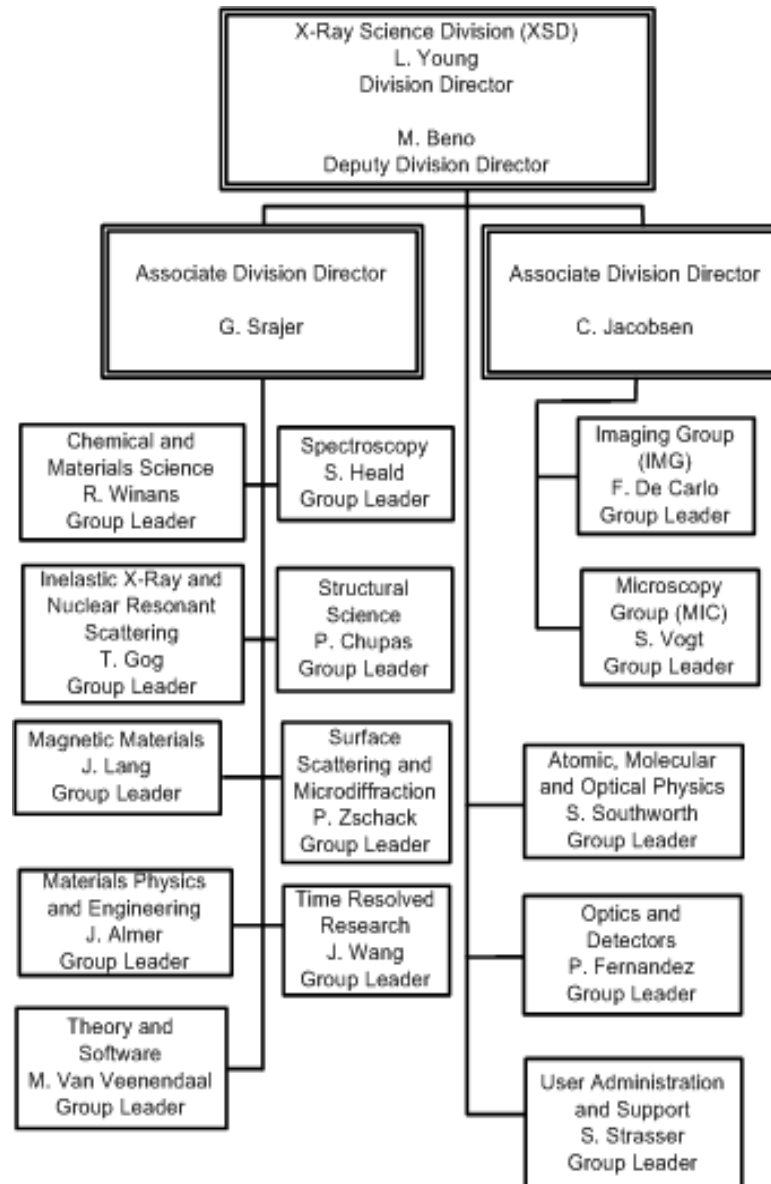 X-Ray Science Division (XSD)
L. Young
Division Director
M. Beno
Deputy Division Director
Associate Division Director
G. Srajer
Associate Division Director
C. Jacobsen
Chemical and
Materials Science
R. Winans
Group Leader
Spectroscopy
S. Heald
Group Leader
Imaging Group
(IMG)
F. De Carlo
Group Leader
Inelastic X-Ray and
Nuclear Resonant
Scattering
T. Gog
Group Leader
Structural
Science
P. Chupas
Group Leader
Microscopy
Group (MIC)
S. Vogt
Group Leader
Magnetic Materials
J. Lang
Group Leader
Surface
Scattering and
Microdiffraction
P. Zschack
Group Leader
Atomic, Molecular
and Optical Physics
S. Southworth
Group Leader
Materials Physics
and Engineering
J. Almer
Group Leader
Time Resolved
Research
J. Wang
Group Leader
Optics and
Detectors
P. Fernandez
Group Leader
Theory and
Software
M. Van Veenendaal
Group Leader
User Administration
and Support
S. Strasser
Group Leader